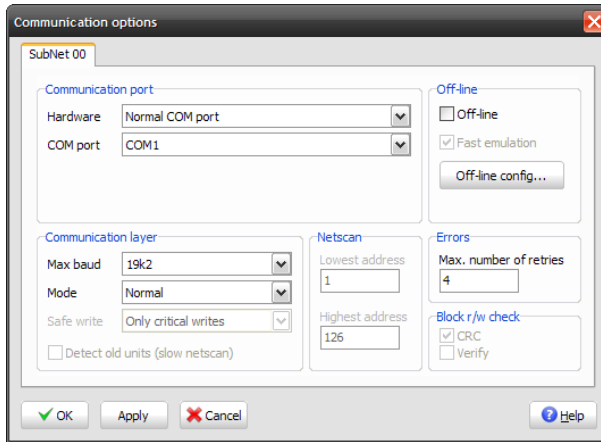 Communication options
SubNet 00
Communication port
Hardware
Normal COM port
COM port
COM1
Off-line
Off-line
Fast emulation
Off-line config...
Communication layer
Max baud
19k2
Mode
Normal
Safe write
Only critical writes
Detect old units (slow netscan)
Netscan
Lowest address
1
Highest address
126
Errors
Max. number of retries
4
Block r/w check
CRC
Verify
OK
Apply
Cancel
Help